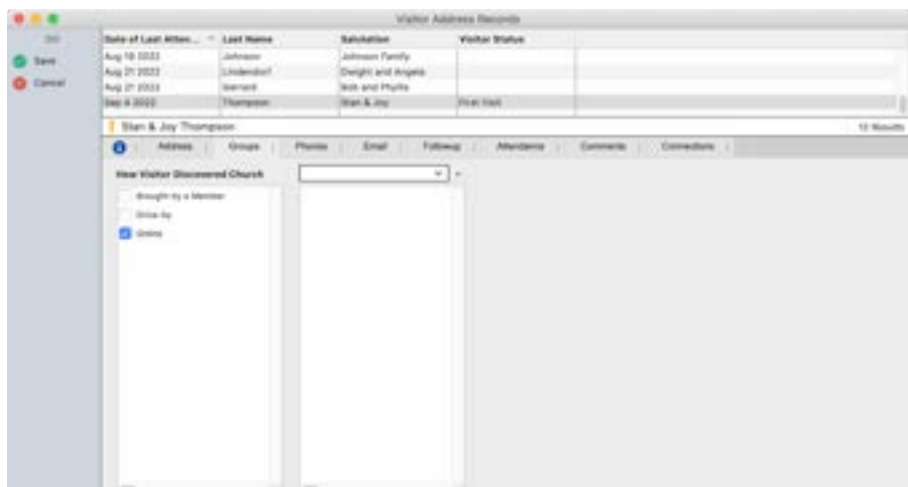 Visitor Address Records
Date of Last Atten... Last Name Salutation Visitor Status
Save
Aug Johnson Johnson Family
Cancel
Aug 21 2022 Lindendorf Dwight and Angela
Aug 21 2022 Bob and Phyllis
Sep 4 2022 Thompson Stan & Joy First Visit
Stan & Joy Thompson 12 Results
Address Groups Phones Email Followup Attendance Comments Connections
How Visitor Discovered Church
Brought by a Member
Drive-by
Online